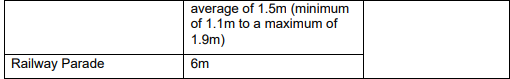 average of 1.5m (minimum
of 1.1m to a maximum of
1.9m)
Railway Parade 6m